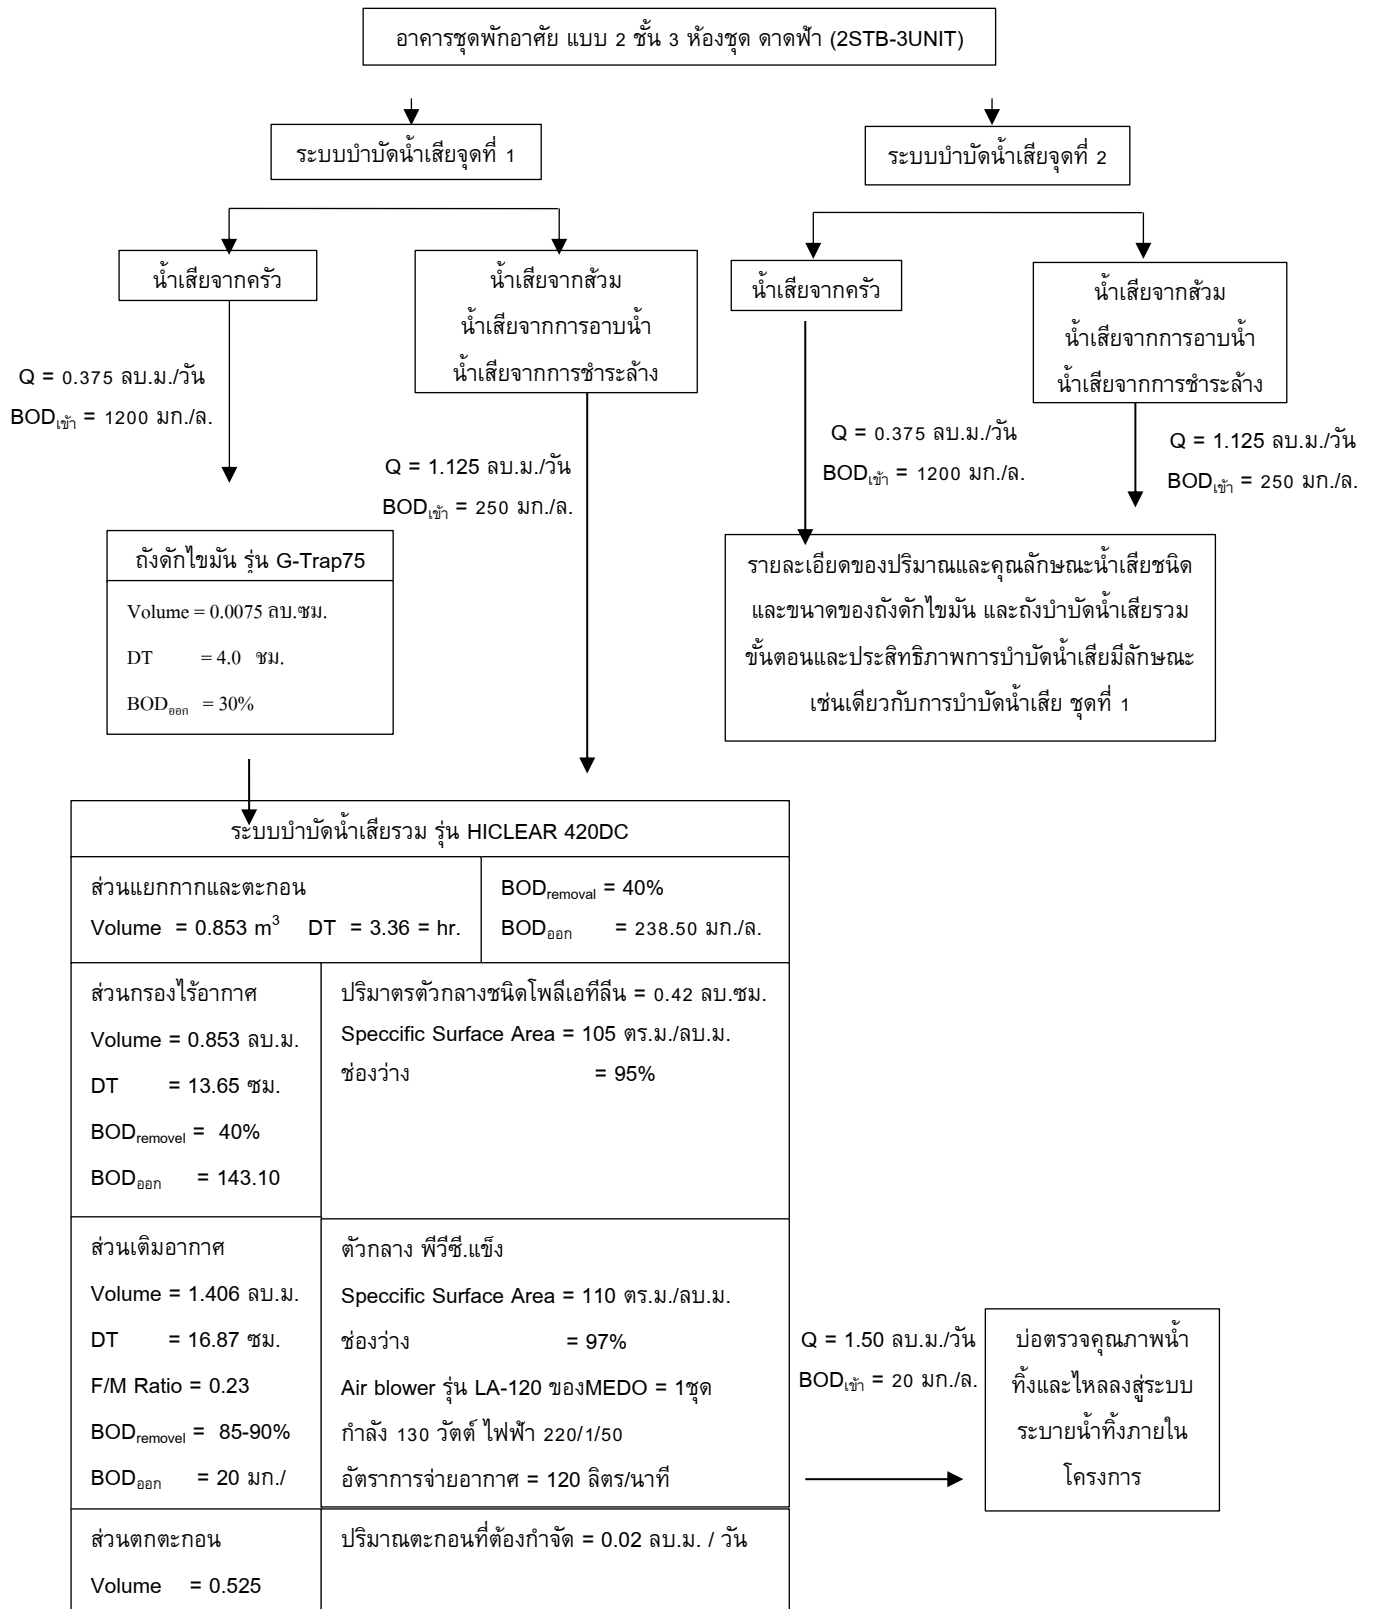 อาคารชุดพักอาศัย แบบ 2 ชั้น 3 ห้องชุด ดาดฟ้า (2STB-3UNIT)
ระบบบำบัดน้ำเสียจุดที่ 1
ระบบบำบัดน้ำเสียจุดที่ 2
น้ำเสียจากครัว
น้ำเสียจากส้วม
น้ำเสียจากการอาบน้ำ
น้ำเสียจากการชำระล้าง
น้ำเสียจากครัว
น้ำเสียจากส้วม
น้ำเสียจากการอาบน้ำ
น้ำเสียจากการชำระล้าง
Q = 0.375 ลบ.ม./วัน
BODเข้า = 1200 มก./ล.
Q = 1.125 ลบ.ม./วัน
BODเข้า = 250 มก./ล.
Q = 0.375 ลบ.ม./วัน
BODเข้า = 1200 มก./ล.
Q = 1.125 ลบ.ม./วัน
BODเข้า = 250 มก./ล.
ถังดักไขมัน รุ่น G-Trap75
Volume = 0.0075 ลบ.ซม.
DT = 4.0 ชม.
BODออก = 30%
รายละเอียดของปริมาณและคุณลักษณะน้ำเสียชนิด
และขนาดของถังดักไขมัน และถังบำบัดน้ำเสียรวม
ขั้นตอนและประสิทธิภาพการบำบัดน้ำเสียมีลักษณะ
เช่นเดียวกับการบำบัดน้ำเสีย ชุดที่ 1
ระบบบำบัดน้ำเสียรวม รุ่น HICLEAR 420DC
ส่วนแยกกากและตะกอน
Volume = 0.853 m3 DT = 3.36 = hr.
BODremoval = 40%
BODออก = 238.50 มก./ล.
ส่วนกรองไร้อากาศ
Volume = 0.853 ลบ.ม.
DT = 13.65 ซม.
BODremovel = 40%
BODออก = 143.10
ปริมาตรตัวกลางชนิดโพลีเอทีลีน = 0.42 ลบ.ซม.
Speccific Surface Area = 105 ตร.ม./ลบ.ม.
ช่องว่าง = 95%
ส่วนเติมอากาศ
Volume = 1.406 ลบ.ม.
DT = 16.87 ซม.
F/M Ratio = 0.23
BODremovel = 85-90%
BODออก = 20 มก./
ตัวกลาง พีวีซี.แข็ง
Speccific Surface Area = 110 ตร.ม./ลบ.ม.
ช่องว่าง = 97%
Air blower รุ่น LA-120 ของMEDO = 1ชุด
กำลัง 130 วัตต์ ไฟฟ้า 220/1/50
อัตราการจ่ายอากาศ = 120 ลิตร/นาที
Q = 1.50 ลบ.ม./วัน
BODเข้า = 20 มก./ล.
บ่อตรวจคุณภาพน้ำ
ทิ้งและไหลลงสู่ระบบ
ระบายน้ำทิ้งภายใน
โครงการ
ส่วนตกตะกอน
Volume = 0.525
ปริมาณตะกอนที่ต้องกำจัด = 0.02 ลบ.ม. / วัน